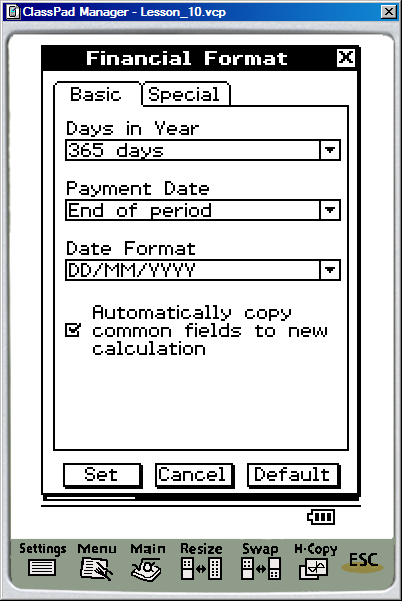 ClassPad Manager - Lesson_10.vcp
Financial Format
Basic Special
Days in Year
365 days
Payment Date
End of period
Date Format
DD/MM/YYYY
Automatically copy
common fields to new
calculation
Set Cancel Default
Settings Menu Main Resize Swap H-Copy ESC